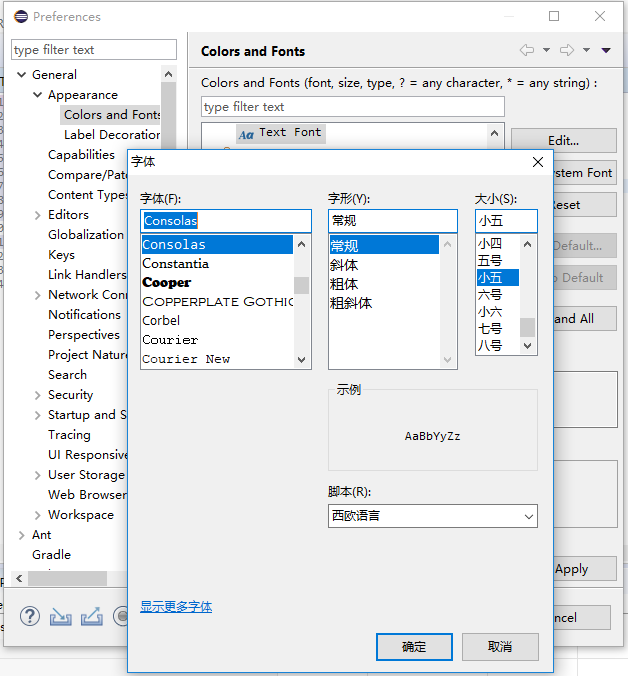 Preferences
type filter text
General
Appearance
Colors and Fonts
Label Decoration
Capabilities
Compare/Patc
Content Types
Editors
Globalization
Keys
Link Handlers
Network Conn
Notifications
Perspectives
Project Nature
Search
Security
Startup and S
Tracing
UI Responsive
User Storage
Web Browser
Workspace
Ant
Gradle
Colors and Fonts
Colors and Fonts (font, size, type, ? = any character, * = any string) :
type filter text
Aa Text Font
Edit...
stem Font
Reset
Default...
Default
and All
Apply
ncel
字体
字体(F):
Consolas
Consolas
Constantia
Cooper
COPPERPLATE GOTHIC
Corbel
Courier
Courier New
字形(Y):
常规
常规
斜体
粗体
粗斜体
大小(S):
小五
小四
五号
小五
六号
小六
七号
八号
示例
AaBbYyZz
脚本(R):
西欧语言
显示更多字体
确定
取消